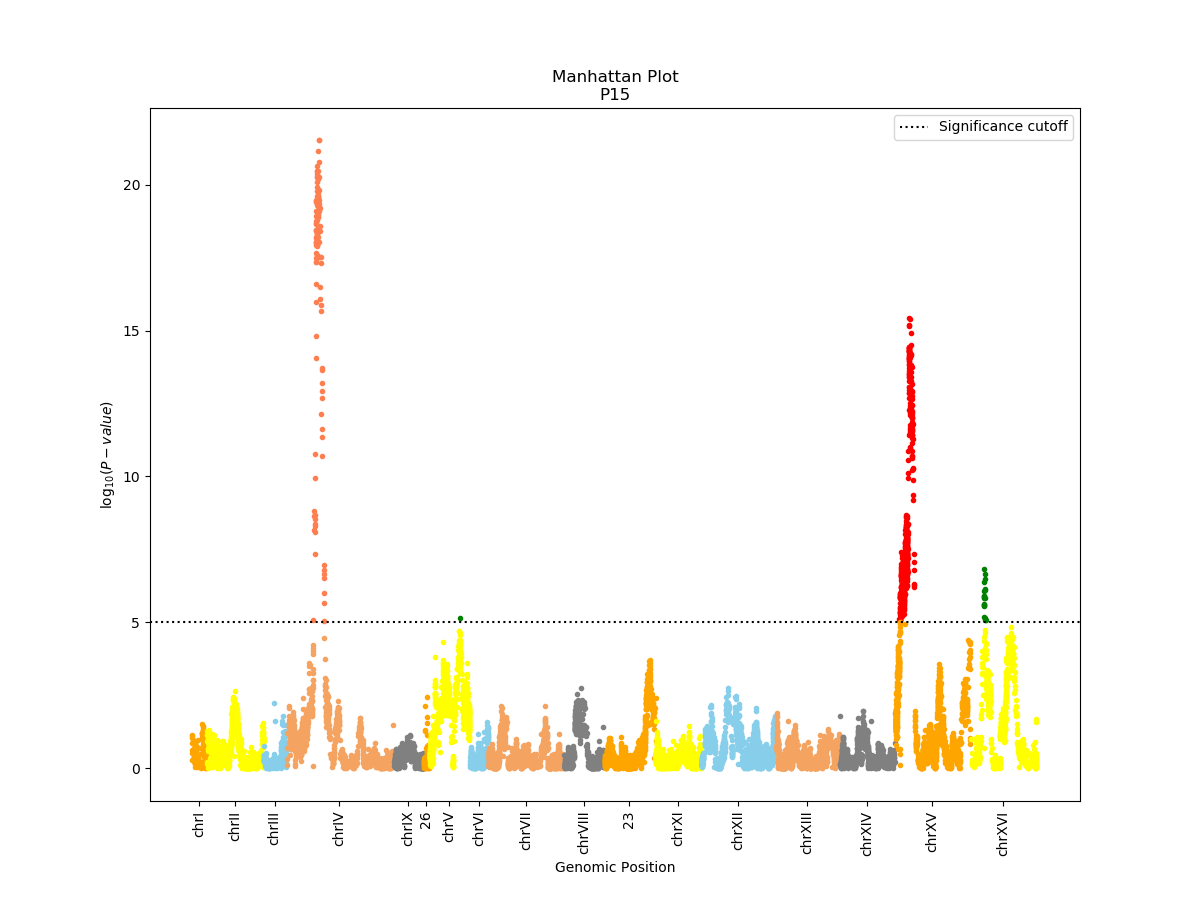 Manhattan Plot
P15
Significance cutoff
20
15
10
5
0
log10(P − value)
chrI
chrII
chrIII
chrIV
chrIX
26
chrV
chrVI
chrVII
chrVIII
23
chrXI
chrXII
chrXIII
chrXIV
chrXV
chrXVI
Genomic Position